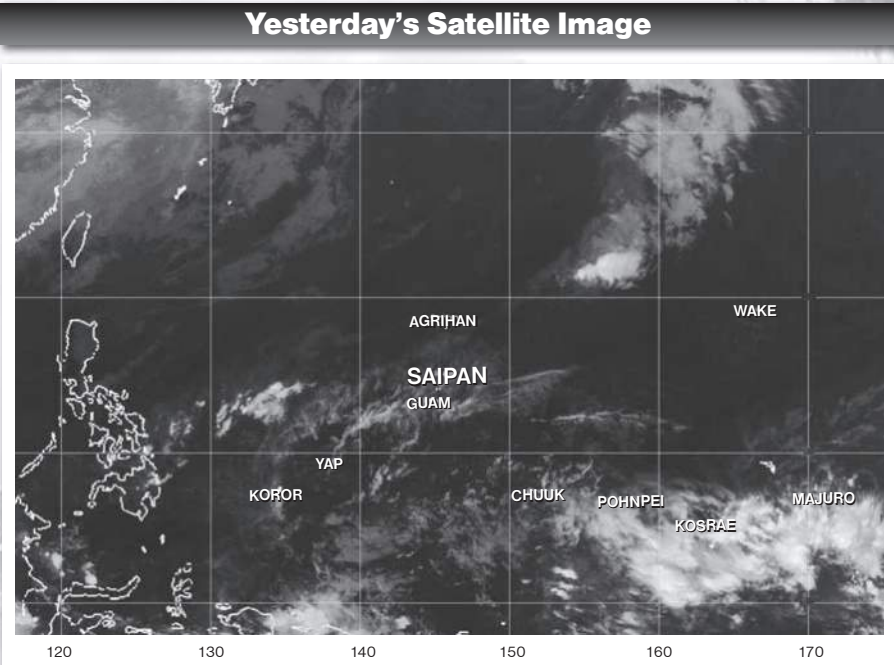 Yesterday's Satellite Image
WAKE
AGRIHAN
SAIPAN
GUAM
YAP
KOROR
CHUUK
POHNPEI
MAJURO
KOSRAE
120 130 140 150 160 170